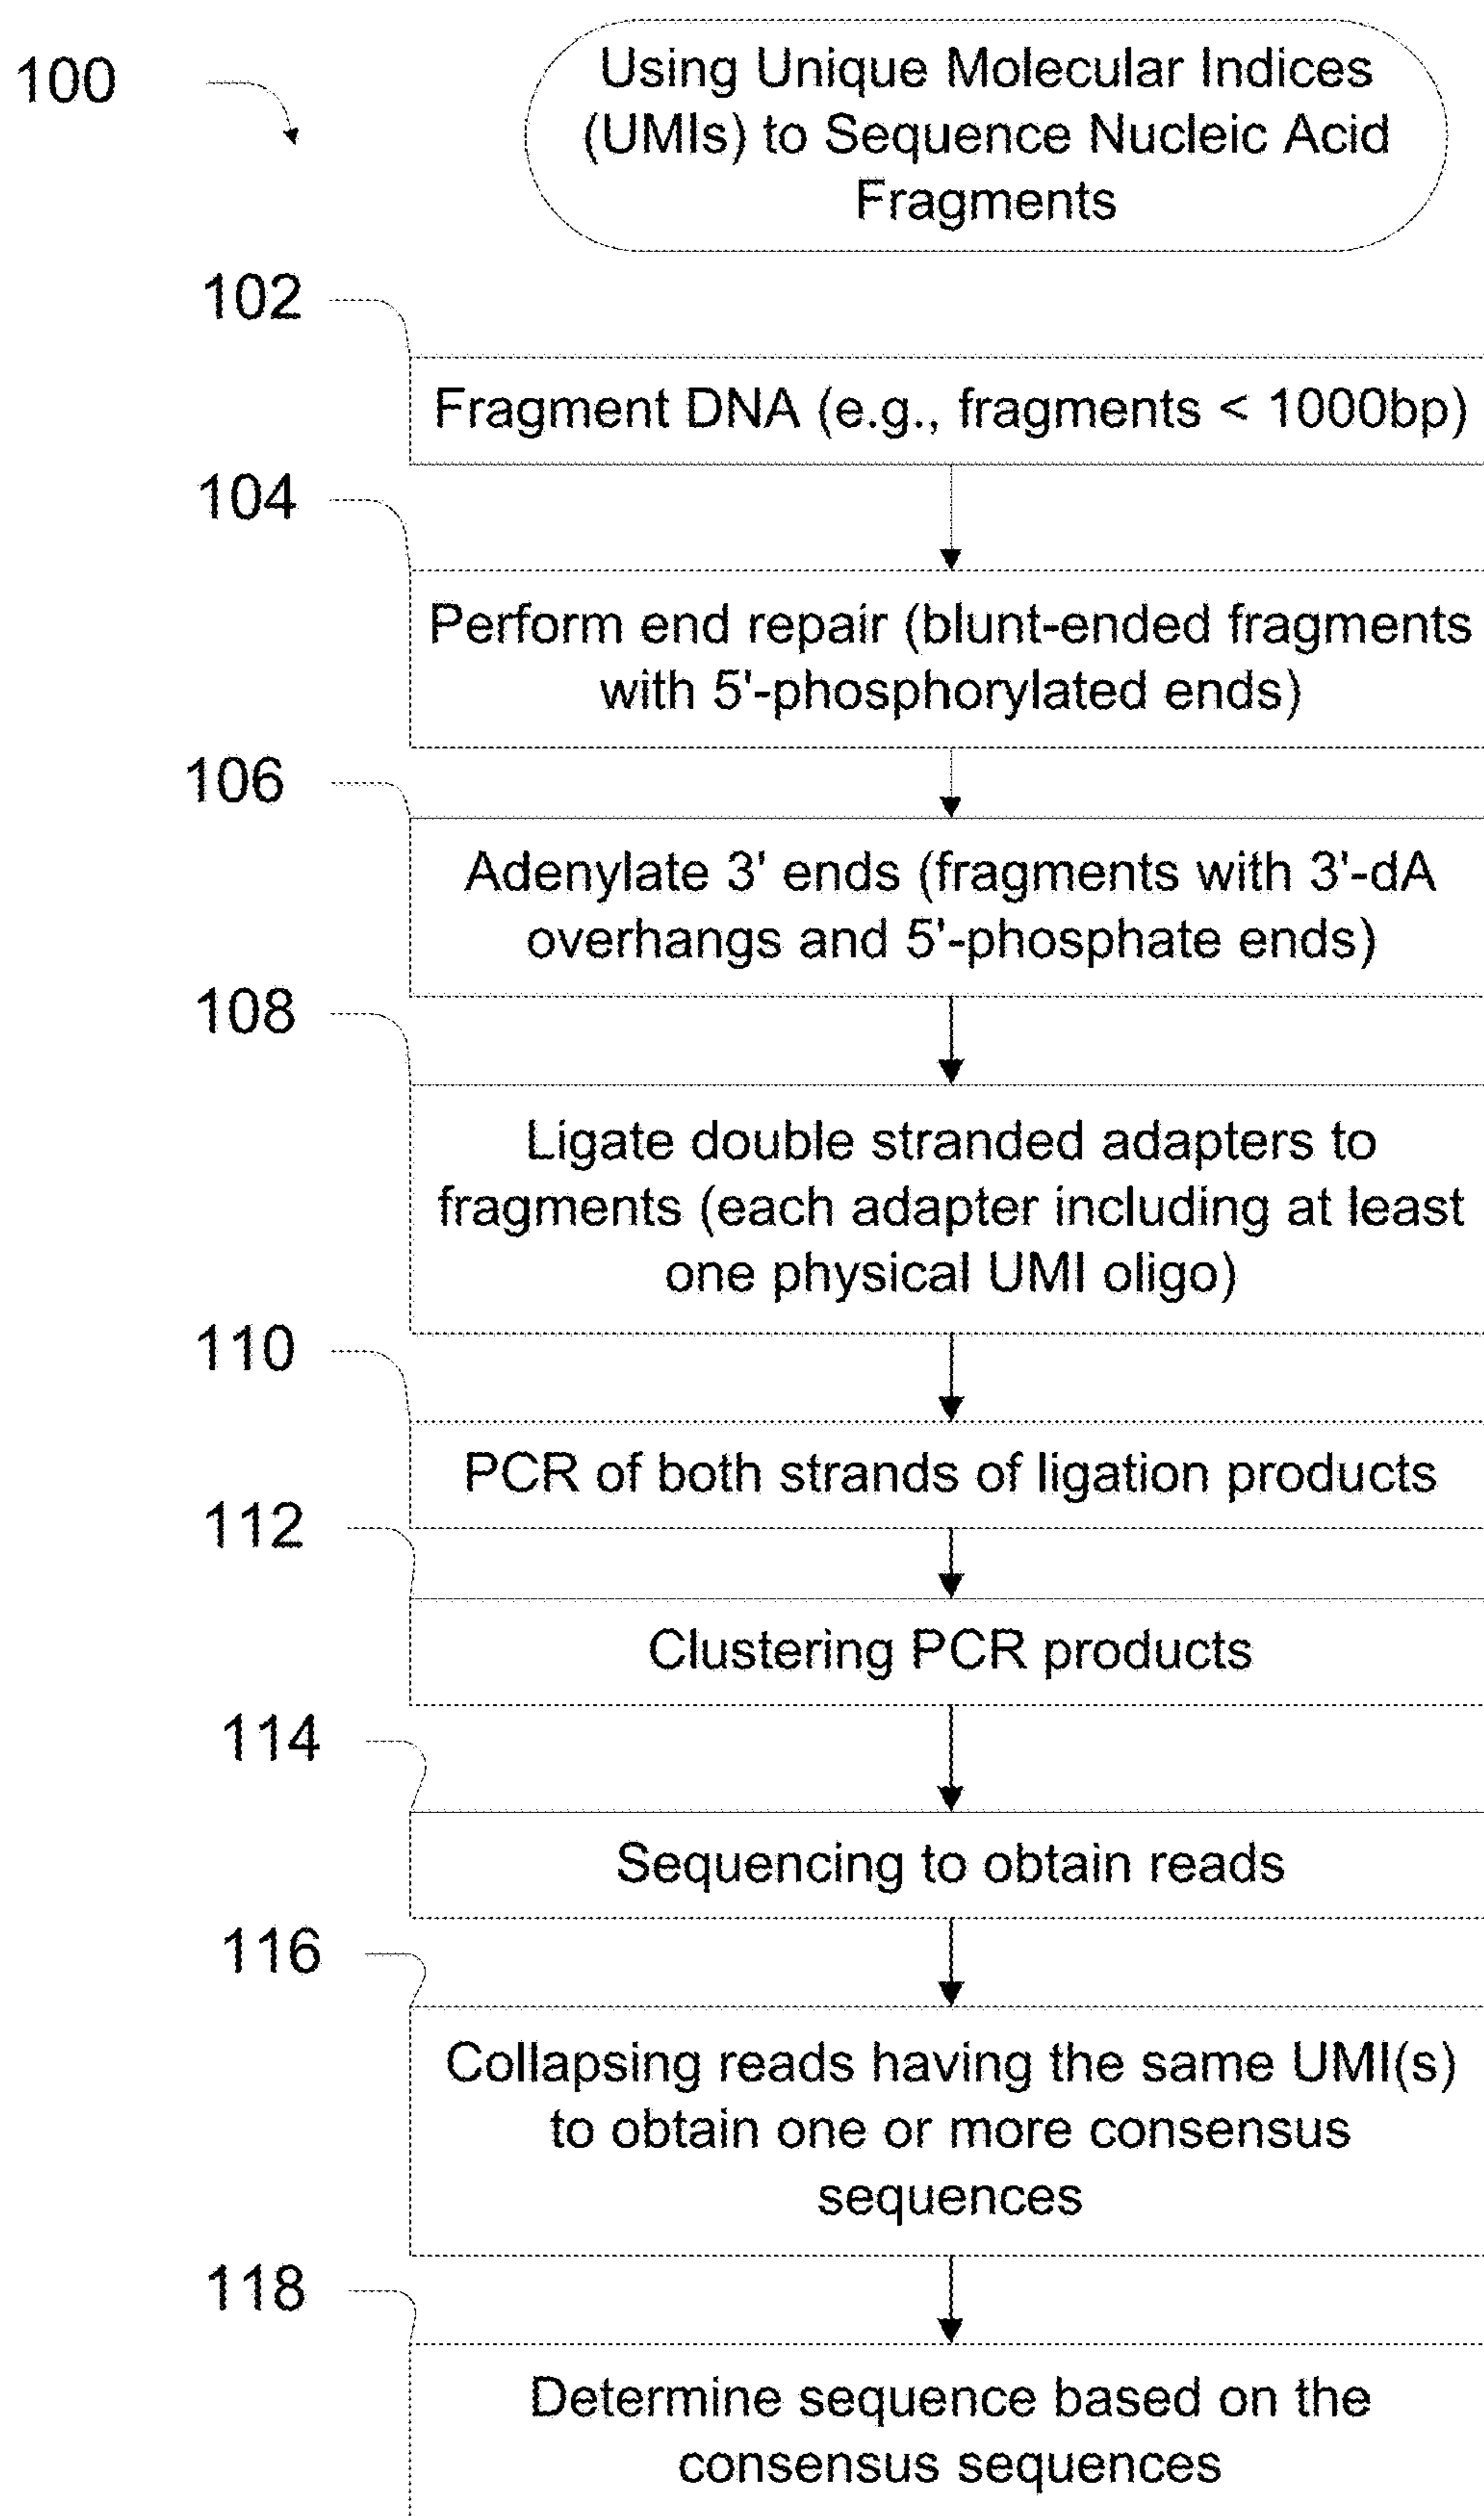 100
Using Unique Molecular Indices
(UMIs) to Sequence Nucleic Acid
Fragments
102
Fragment DNA (e.g., fragments < 1000bp)
104
Perform end repair (blunt-ended fragments
with 5'-phosphorylated ends)
106
Adenylate 3' ends (fragments with 3'-dA
overhangs and 5'-phosphate ends)
108
Ligate double stranded adapters to
fragments (each adapter including at least
one physical UMI oligo)
110
PCR of both strands of ligation products
112
Clustering PCR products
114
Sequencing to obtain reads
116
Collapsing reads having the same UMI(s)
to obtain one or more consensus
sequences
118
Determine sequence based on the
consensus sequences